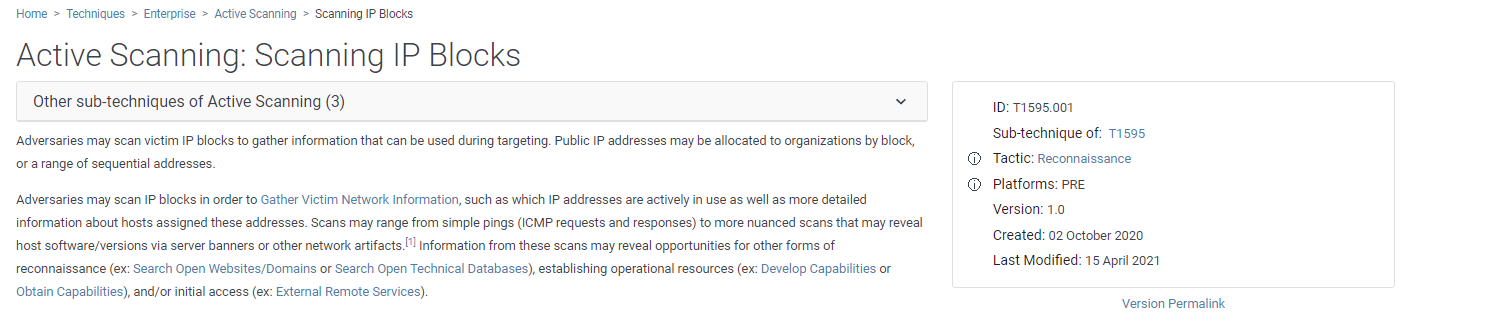 Home > Techniques > Enterprise > Active Scanning > Scanning IP Blocks
Active Scanning: Scanning IP Blocks
Other sub-techniques of Active Scanning (3)
Adversaries may scan victim IP blocks to gather information that can be used during targeting. Public IP addresses may be allocated to organizations by block,
or a range of sequential addresses.
Adversaries may scan IP blocks in order to Gather Victim Network Information, such as which IP addresses are actively in use as well as more detailed
information about hosts assigned these addresses. Scans may range from simple pings (ICMP requests and responses) to more nuanced scans that may reveal
host software/versions via server banners or other network artifacts.[1] Information from these scans may reveal opportunities for other forms of
reconnaissance (ex: Search Open Websites/Domains or Search Open Technical Databases), establishing operational resources (ex: Develop Capabilities or
Obtain Capabilities), and/or initial access (ex: External Remote Services).
ID: T1595.001
Sub-technique of: T1595
Tactic: Reconnaissance
Platforms: PRE
Version: 1.0
Created: 02 October 2020
Last Modified: 15 April 2021
Version Permalink